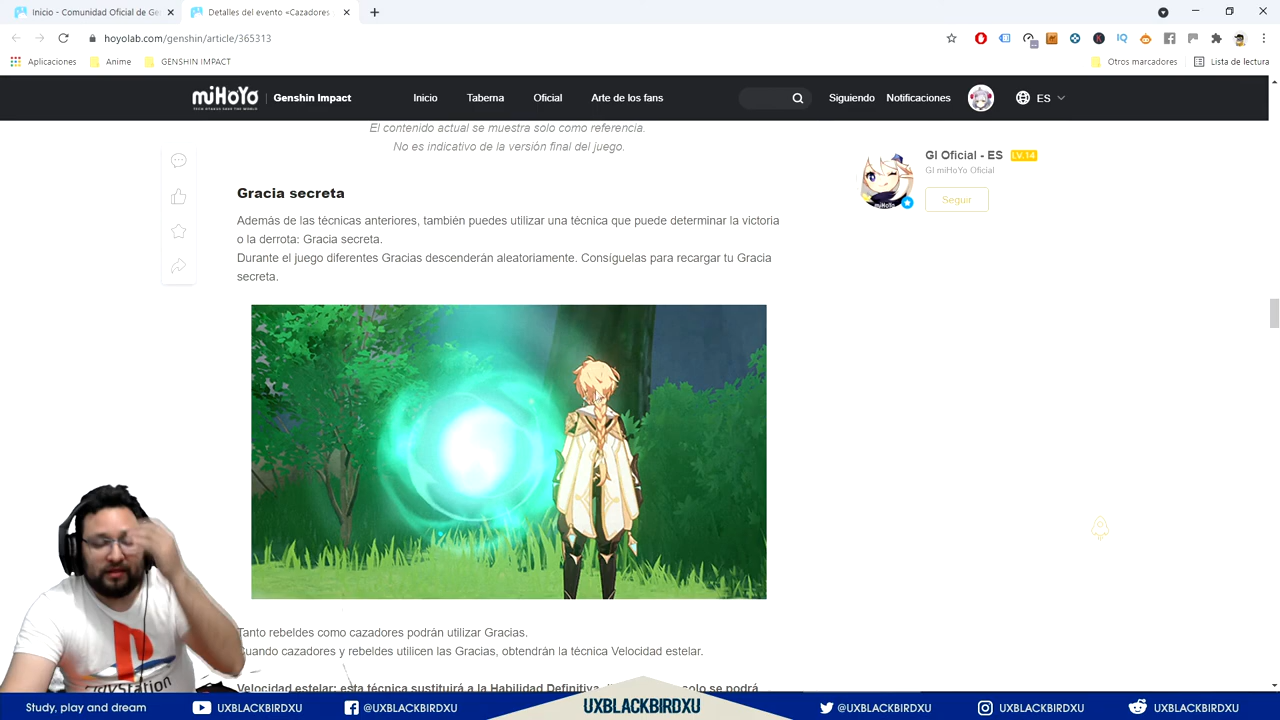 Inicio - Comunidad Oficial de Ge
Detalles del evento «Cazadores
hoyolab.com/genshin/article/365313
Aplicaciones
Anime
GENSHIN IMPACT
Otros marcadores
Lista de lectura
miHoYo
TECH OTAKUS SAVE THE WORLD
Genshin Impact
Inicio
Taberna
Oficial
Arte de los fans
Siguiendo
Notificaciones
ES
El contenido actual se muestra solo como referencia.
No es indicativo de la versión final del juego.
GI Oficial - ES LV.14
GI miHoYo Oficial
Seguir
Gracia secreta
Además de las técnicas anteriores, también puedes utilizar una técnica que puede determinar la victoria
o la derrota: Gracia secreta.
Durante el juego diferentes Gracias descenderán aleatoriamente. Consíguelas para recargar tu Gracia
secreta.
Tanto rebeldes como cazadores podrán utilizar Gracias.
Cuando cazadores y rebeldes utilicen las Gracias, obtendrán la técnica Velocidad estelar.
Velocidad estelar: esta técnica sustituirá a la Habilidad Definitiva solo se podrá
PlayStation
Study, play and dream
UXBLACKBIRDXU
@UXBLACKBIRDXU
UXBLACKBIRDXU
@UXBLACKBIRDXU
UXBLACKBIRDXU
UXBLACKBIRDXU